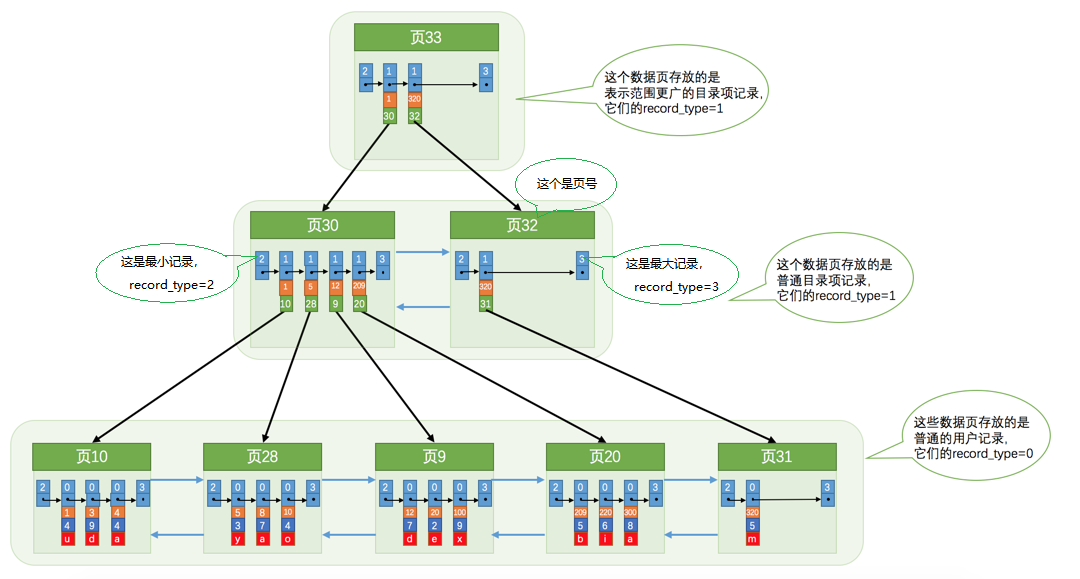 页33
2 1 1 3
1 320
30 32
这个数据页存放的是
表示范围更广的目录项记录,
它们的record_type=1
这个是页号
页30
页32
这是最小记录,
record_type=2
2 1 1 1 1 3
1 5 12 209
10 28 9 20
2 1 3
320
31
这是最大记录,
record_type=3
这个数据页存放的是
普通目录项记录,
它们的record_type=1
这些数据页存放的是
普通的用户记录,
它们的record_type=0
页10
2 0 0 0 3
1 3 4
4 9 4
u d a
页28
2 0 0 0 3
5 8 10
3 7 4
y a o
页9
2 0 0 0 3
12 20 100
7 2 9
d e x
页20
2 0 0 0 3
209 220 300
5 6 8
b i a
页31
2 0 3
320
5
m